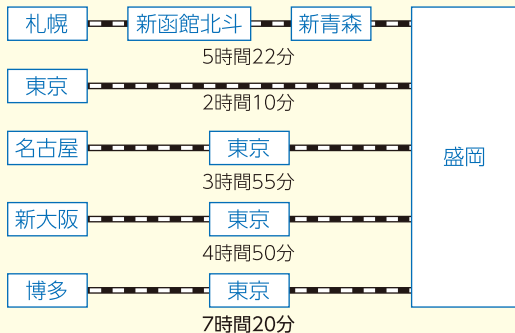 札幌 新函館北斗 新青森
5時間22分
東京
2時間10分
名古屋 東京
3時間55分
盛岡
新大阪 東京
4時間50分
博多 東京
7時間20分